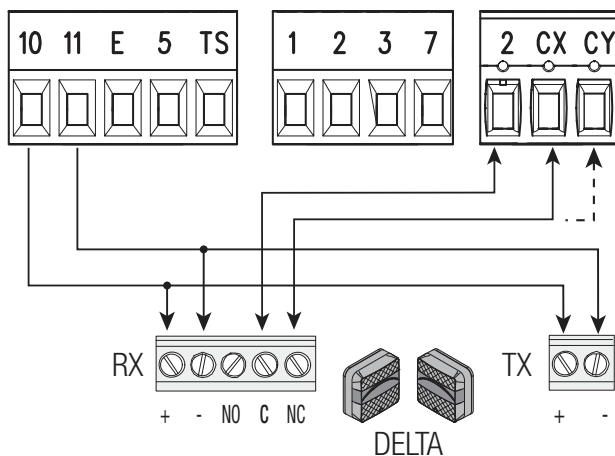 10 11 E 5 TS
1 2 3 7
2 CX CY
RX
+ - NO C NC
TX
+ -
DELTA